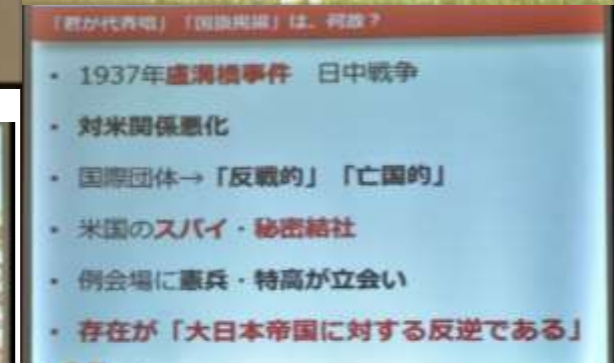 「君が代斉唱」「国旗掲揚」は、何故？
・ 1937年盧溝橋事件　日中戦争
・ 対米関係悪化
・ 国際団体→「反戦的」「亡国的」
・ 米国のスパイ・秘密結社
・ 例会場に憲兵・特高が立会い
・ 存在が「大日本帝国に対する反逆である」